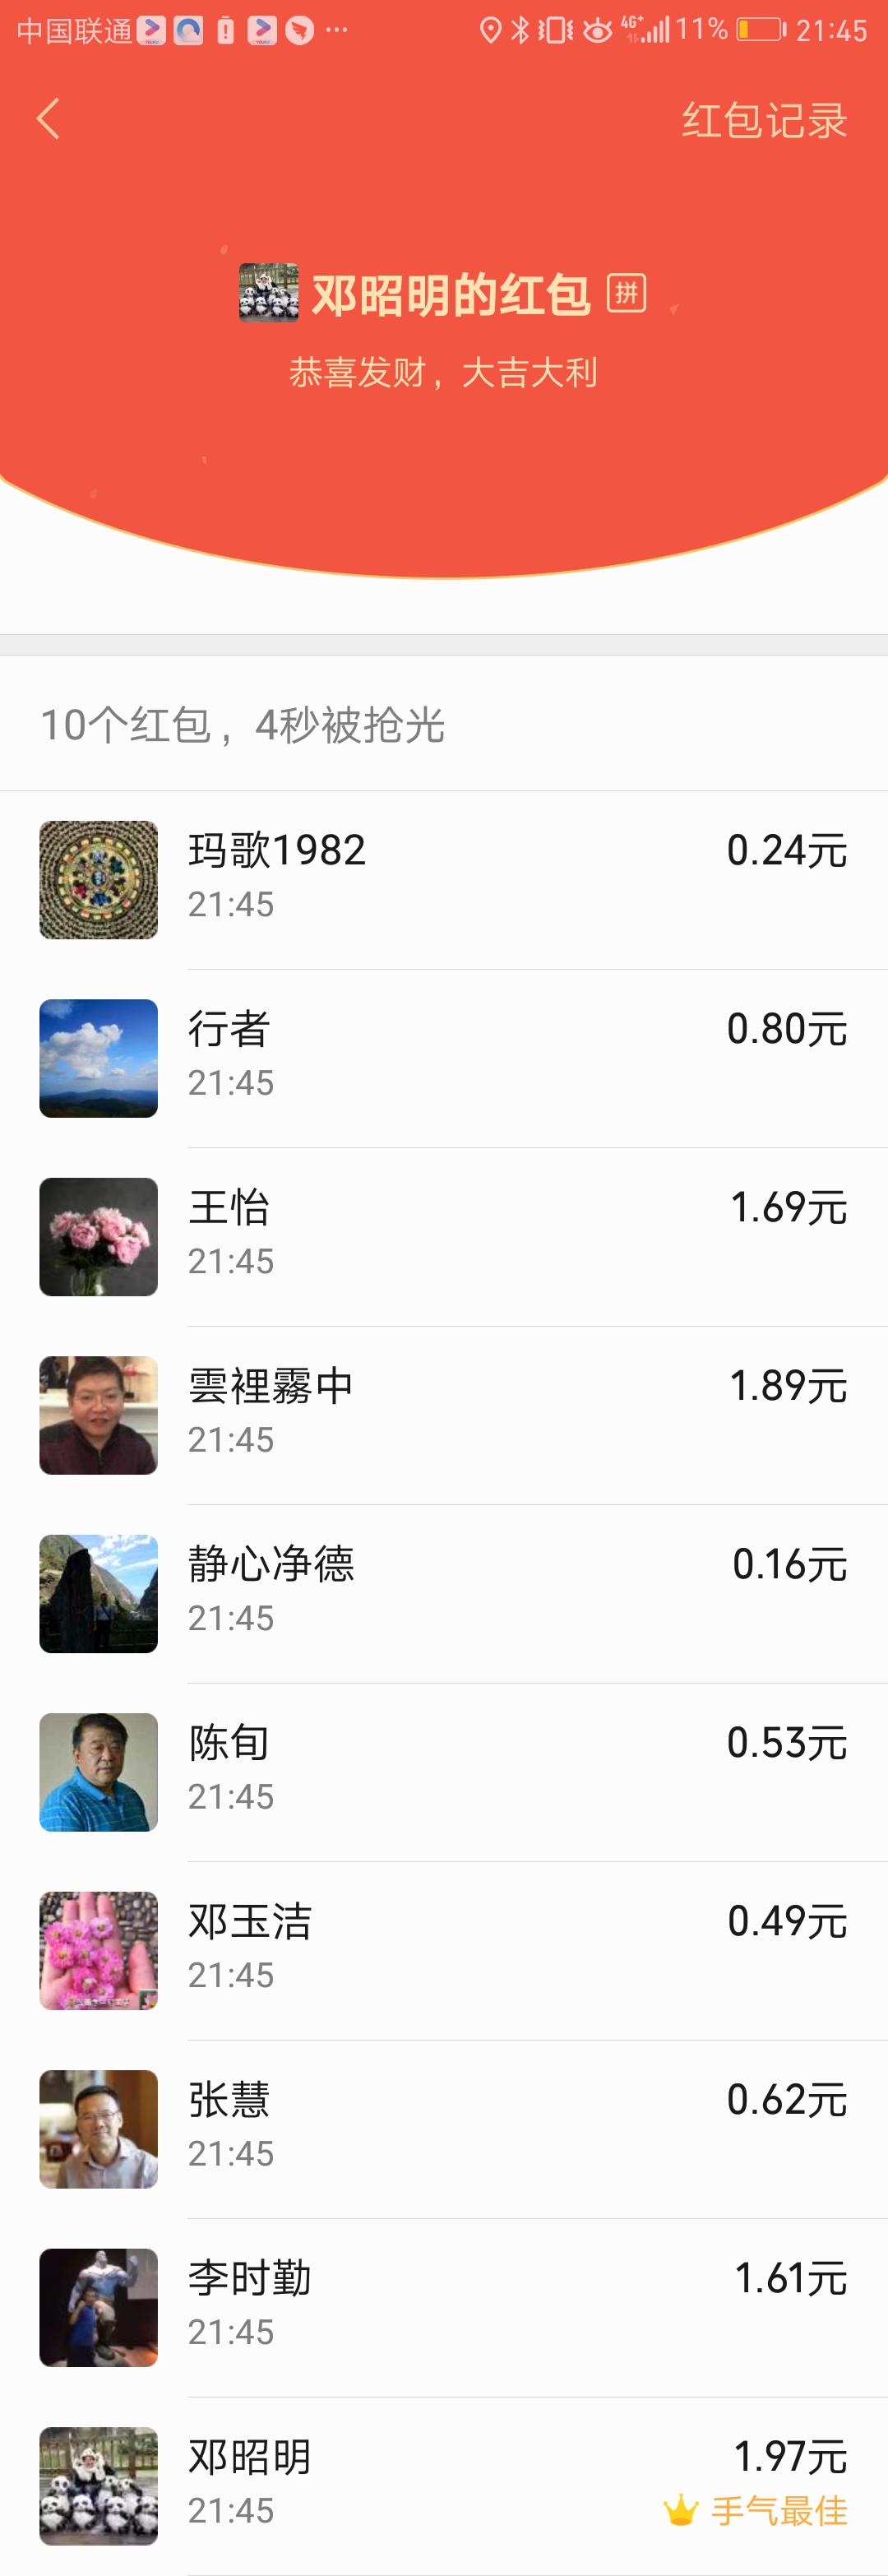 中国联通 ··· 4G+ 11% 21:45
红包记录
邓昭明的红包 拼
恭喜发财，大吉大利
10个红包，4秒被抢光
玛歌1982 0.24元
21:45
行者 0.80元
21:45
王怡 1.69元
21:45
雲裡霧中 1.89元
21:45
静心净德 0.16元
21:45
陈旬 0.53元
21:45
邓玉洁 0.49元
21:45
张慧 0.62元
21:45
李时勤 1.61元
21:45
邓昭明 1.97元
21:45 手气最佳